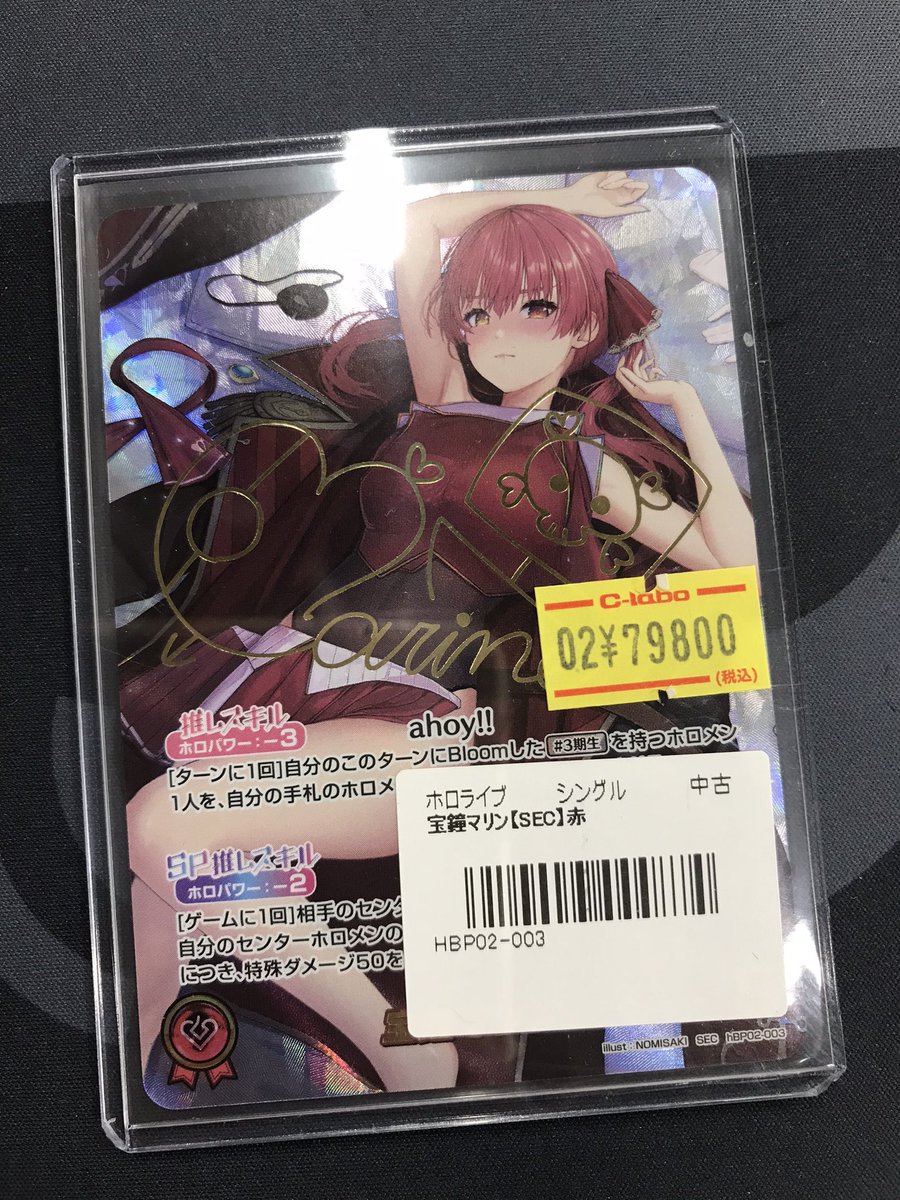 Marine
C-labo
02¥79800
(税込)
推しスキル
ホロパワー：-3
ahoy!!
[ターンに1回]自分のこのターンにBloomした #3期生 を持つホロメン
1人を、自分の手札のホロメ
SP推しスキル
ホロパワー：-2
[ゲームに1回]相手のセンタ
自分のセンターホロメンの
につき、特殊ダメージ50を
ホロライブ シングル 中古
宝鐘マリン【SEC】赤
HBP02-003
illust：NOMISAKI SEC hBP02-003